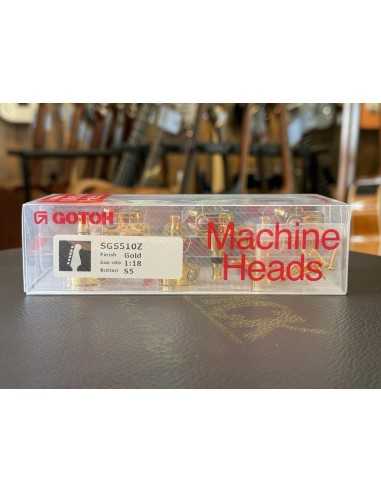 GOTOH
SGS510Z
Finish Gold
Gear ratio 1:18
Button S5
Machine
Heads